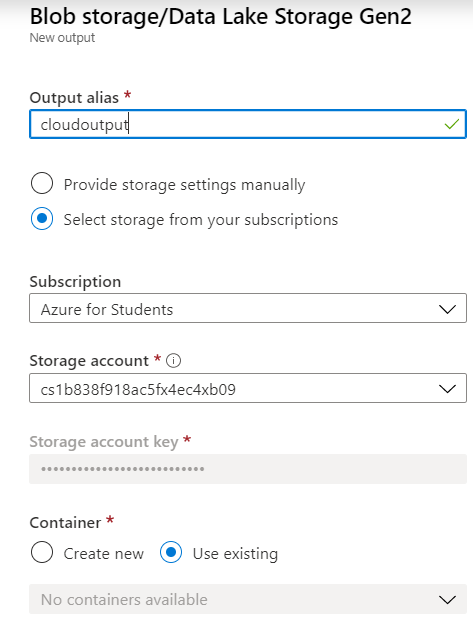 Blob storage/Data Lake Storage Gen2
New output
Output alias *
cloudoutput
Provide storage settings manually
Select storage from your subscriptions
Subscription
Azure for Students
Storage account *
cs1b838f918ac5fx4ec4xb09
Storage account key *
•••••••••••••••••••••••••••
Container *
Create new Use existing
No containers available